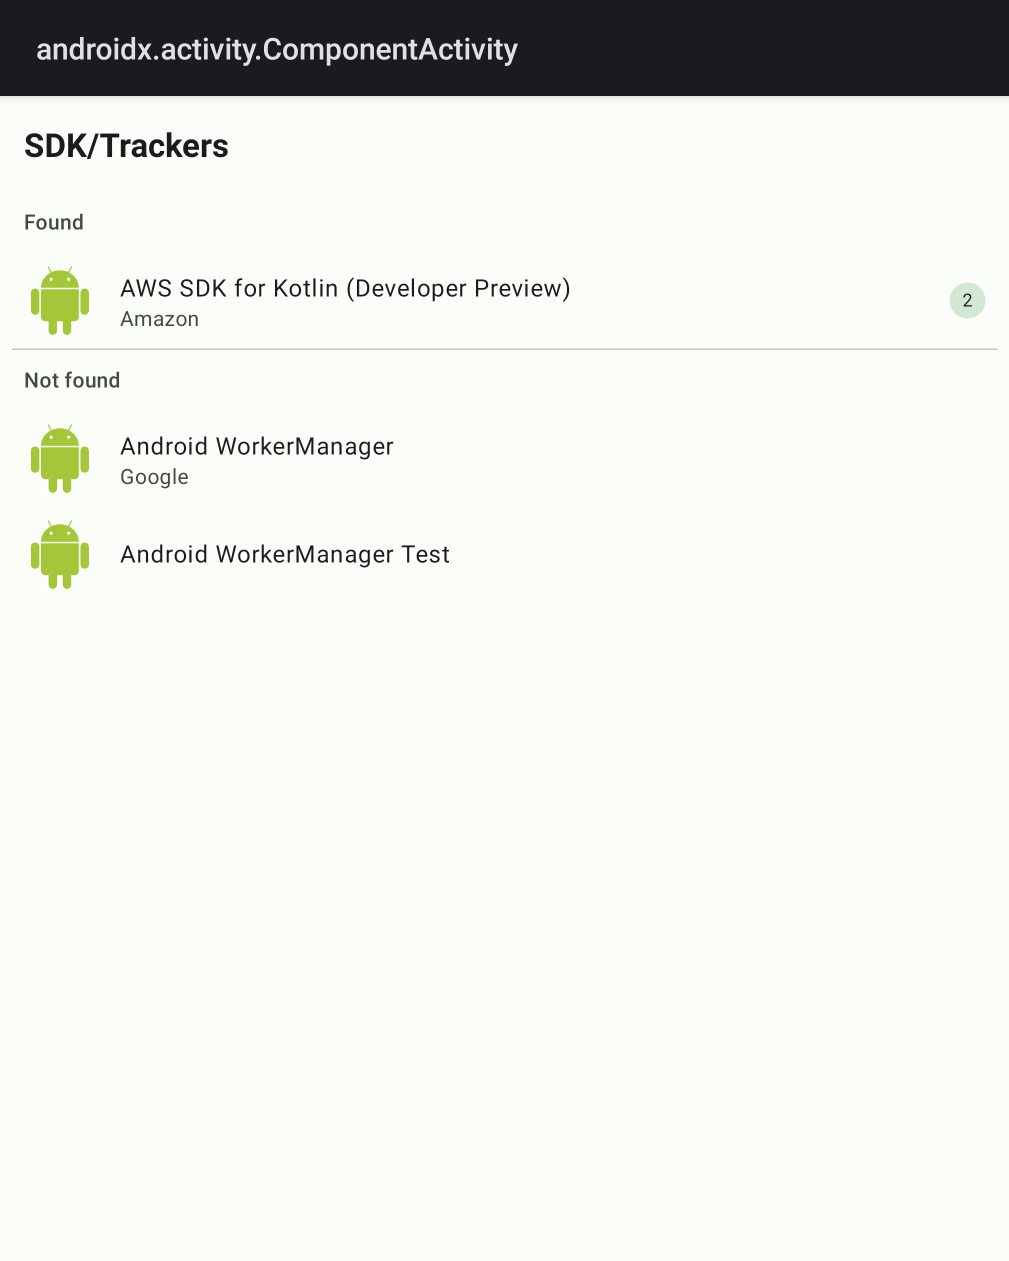 androidx.activity.ComponentActivity
SDK/Trackers
Found
AWS SDK for Kotlin (Developer Preview)
Amazon
2
Not found
Android WorkerManager
Google
Android WorkerManager Test